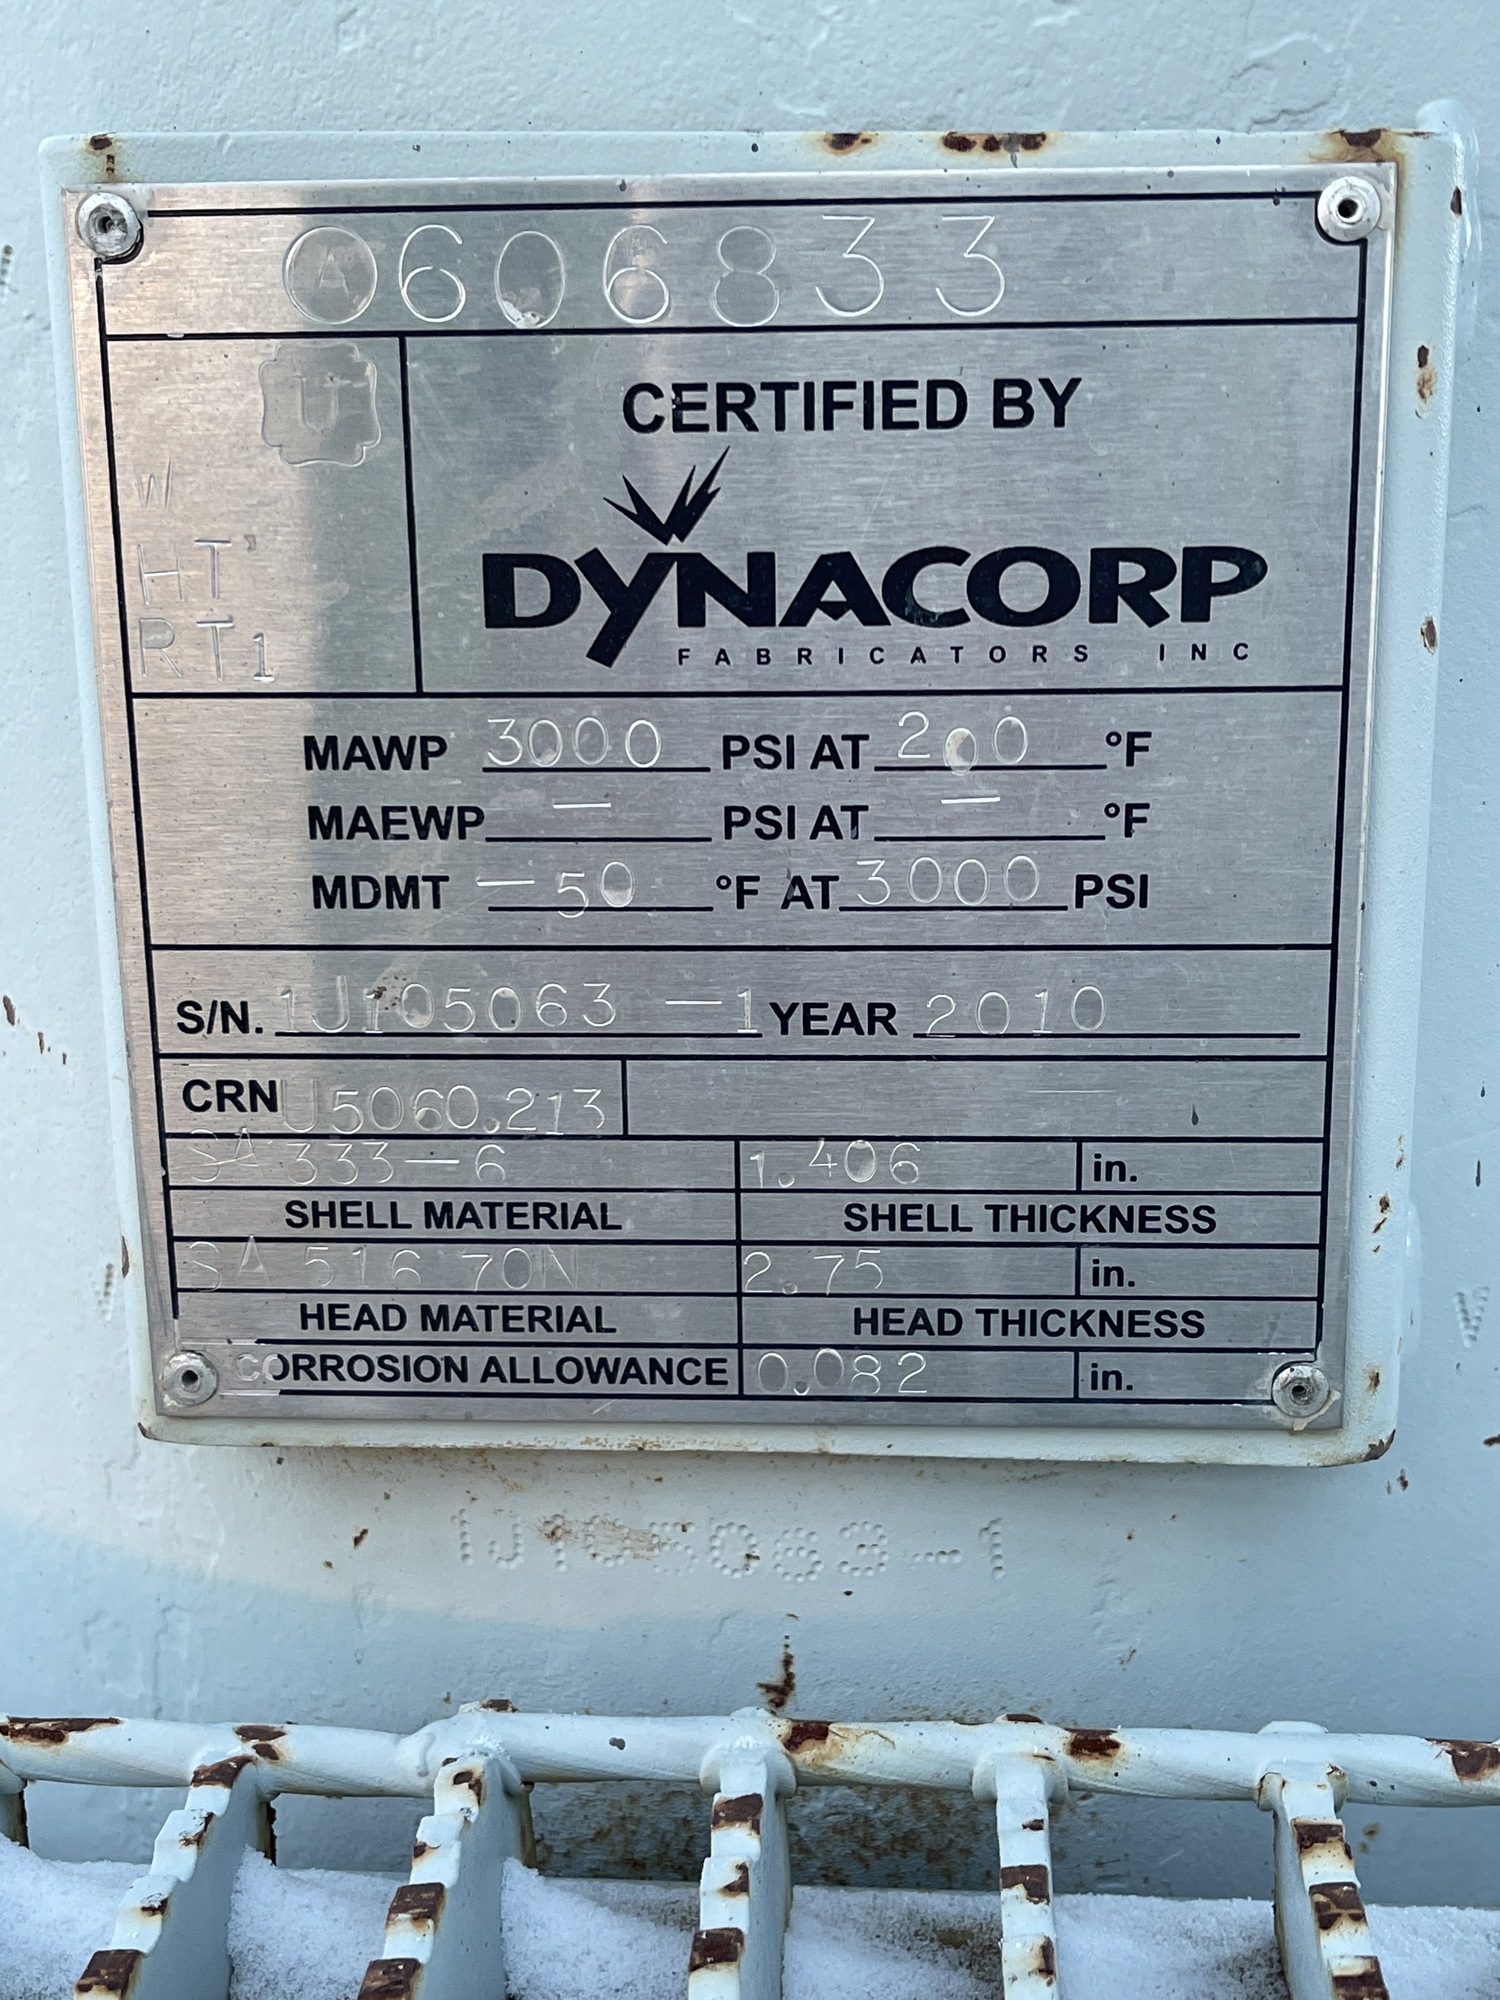 A 606833
U
W
HT
RT1
CERTIFIED BY
DYNACORP
FABRICATORS INC
MAWP 3000 PSI AT 200 °F
MAEWP — PSI AT — °F
MDMT -50 °F AT 3000 PSI
S/N. 1J105063 -1 YEAR 2010
CRN U5060.213
SA 333-6 1.406 in.
SHELL MATERIAL SHELL THICKNESS
SA 516 70N 2.75 in.
HEAD MATERIAL HEAD THICKNESS
CORROSION ALLOWANCE 0.082 in.
1J105063-1